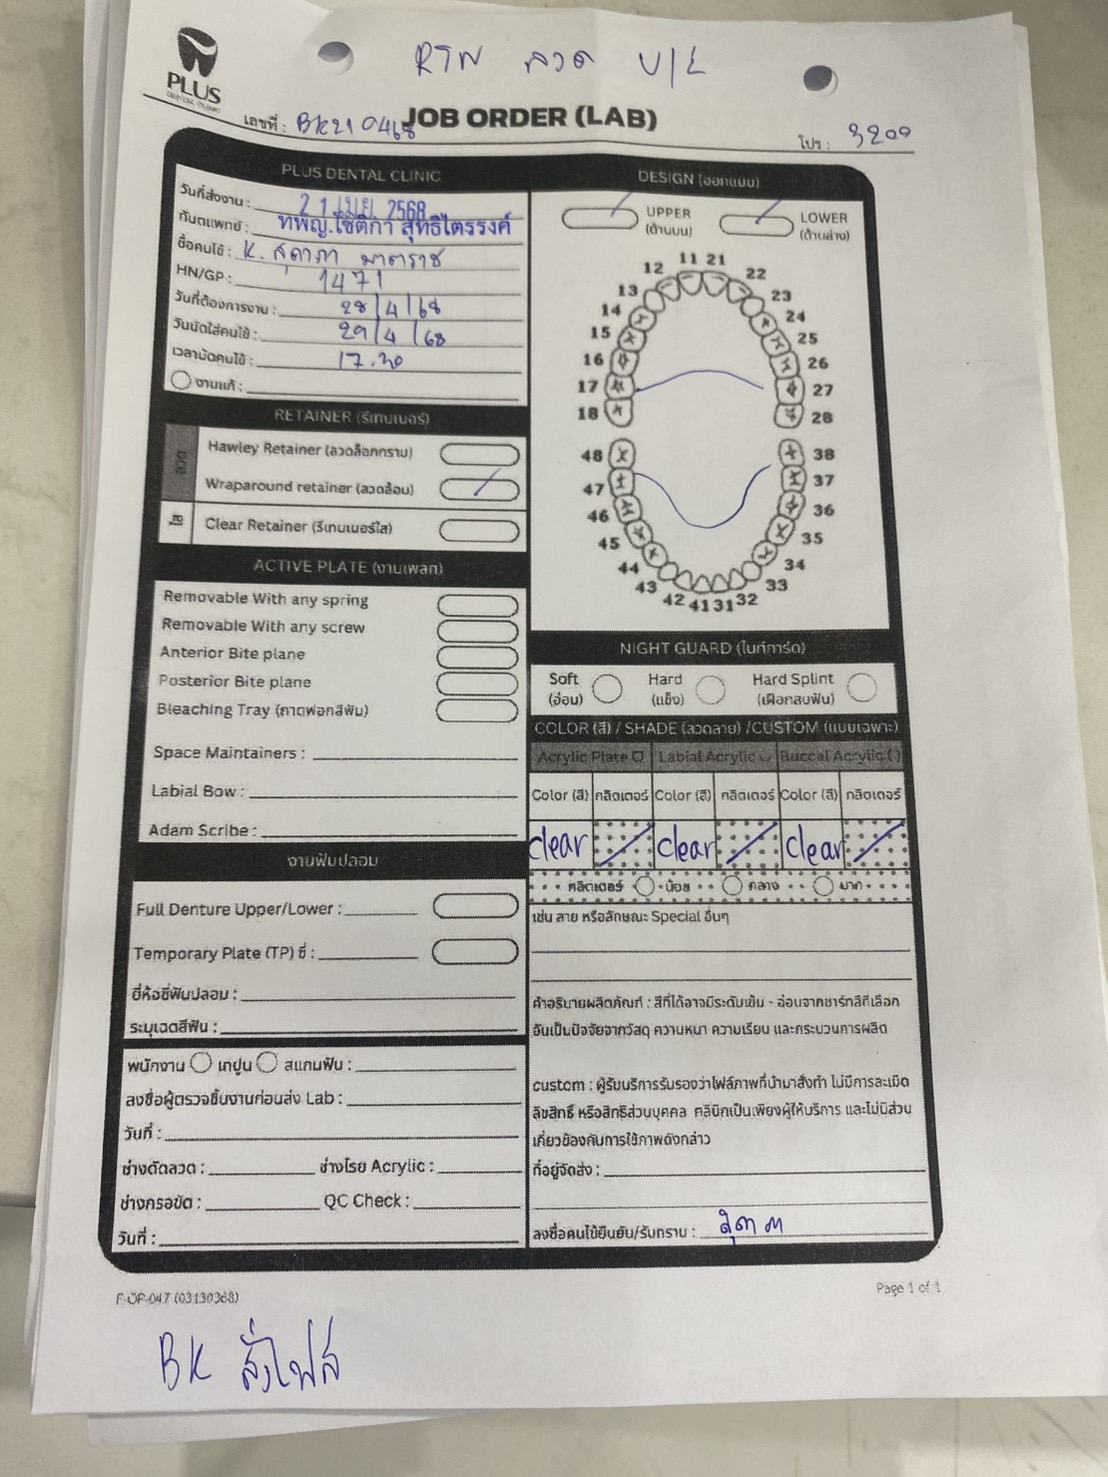 RTN ลวด U/L
PLUS
DENTAL CLINIC
JOB ORDER (LAB)
เลขที่ : BK210468
โปร : 3200
PLUS DENTAL CLINIC
วันที่ส่งงาน : 21 เม.ย. 2568
ทันตแพทย์ : ทพญ.โชติกา สุทธิไตรรงค์
ชื่อคนไข้ : K. สุดาภา มาตราช
HN/GP : 1471
วันที่ต้องการงาน : 28/4/68
วันนัดใส่คนไข้ : 29/4/68
เวลานัดคนไข้ : 17.30
งานแก้ :
RETAINER (รีเทนเนอร์)
ลวด
Hawley Retainer (ลวดล็อกกราม)
Wraparound retainer (ลวดล้อม)
ใส
Clear Retainer (รีเทนเนอร์ใส)
ACTIVE PLATE (งานเพลท)
Removable With any spring
Removable With any screw
Anterior Bite plane
Posterior Bite plane
Bleaching Tray (ถาดฟอกสีฟัน)
Space Maintainers :
Labial Bow :
Adam Scribe :
งานฟันปลอม
Full Denture Upper/Lower :
Temporary Plate (TP) ซี่ :
ยี่ห้อซี่ฟันปลอม :
ระบุเฉดสีฟัน :
พนักงาน เทปูน สแกนฟัน :
ลงชื่อผู้ตรวจชิ้นงานก่อนส่ง Lab :
วันที่ :
ช่างดัดลวด : ช่างโรย Acrylic :
ช่างกรอขัด : QC Check :
วันที่ :
DESIGN (ออกแบบ)
UPPER
(ด้านบน)
LOWER
(ด้านล่าง)
11 21
12 22
13 23
14 24
15 25
16 26
17 27
18 28
48 38
47 37
46 36
45 35
44 34
43 33
42 41 31 32
NIGHT GUARD (ไนท์การ์ด)
Soft
(อ่อน)
Hard
(แข็ง)
Hard Splint
(เฝือกสบฟัน)
COLOR (สี) / SHADE (ลวดลาย) /CUSTOM (แบบเฉพาะ)
Acrylic Plate Labial Acrylic Buccal Acrylic ( )
Color (สี) กลิตเตอร์ Color (สี) กลิตเตอร์ Color (สี) กลิตเตอร์
clear clear clear
กลิตเตอร์ น้อย กลาง มาก
เช่น ลาย หรือลักษณะ Special อื่นๆ
คำอธิบายผลิตภัณฑ์ : สีที่ได้อาจมีระดับเข้ม - อ่อนจากชาร์ทสีที่เลือก
อันเป็นปัจจัยจากวัสดุ ความหนา ความเรียบ และกระบวนการผลิต
custom : ผู้รับบริการรับรองว่าไฟล์ภาพที่นำมาสั่งทำ ไม่มีการละเมิด
ลิขสิทธิ์ หรือสิทธิส่วนบุคคล คลินิกเป็นเพียงผู้ให้บริการ และไม่มีส่วน
เกี่ยวข้องกับการใช้ภาพดังกล่าว
ที่อยู่จัดส่ง :
ลงชื่อคนไข้ยืนยัน/รับทราบ : สุดาภา
F-OP-047 (03130368)
Page 1 of 1
BK สั่งไฟล์